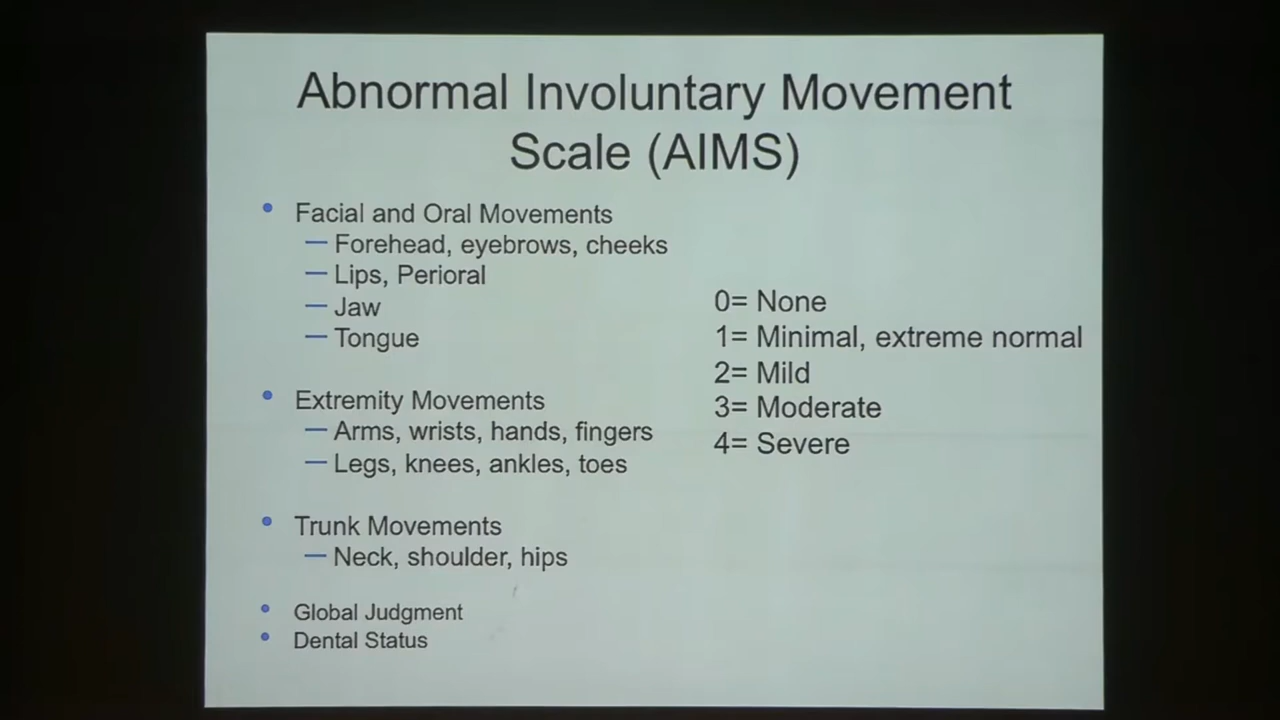 Abnormal Involuntary Movement
Scale (AIMS)
• Facial and Oral Movements
— Forehead, eyebrows, cheeks
— Lips, Perioral
— Jaw
— Tongue
• Extremity Movements
— Arms, wrists, hands, fingers
— Legs, knees, ankles, toes
• Trunk Movements
— Neck, shoulder, hips
• Global Judgment
• Dental Status
0= None
1= Minimal, extreme normal
2= Mild
3= Moderate
4= Severe